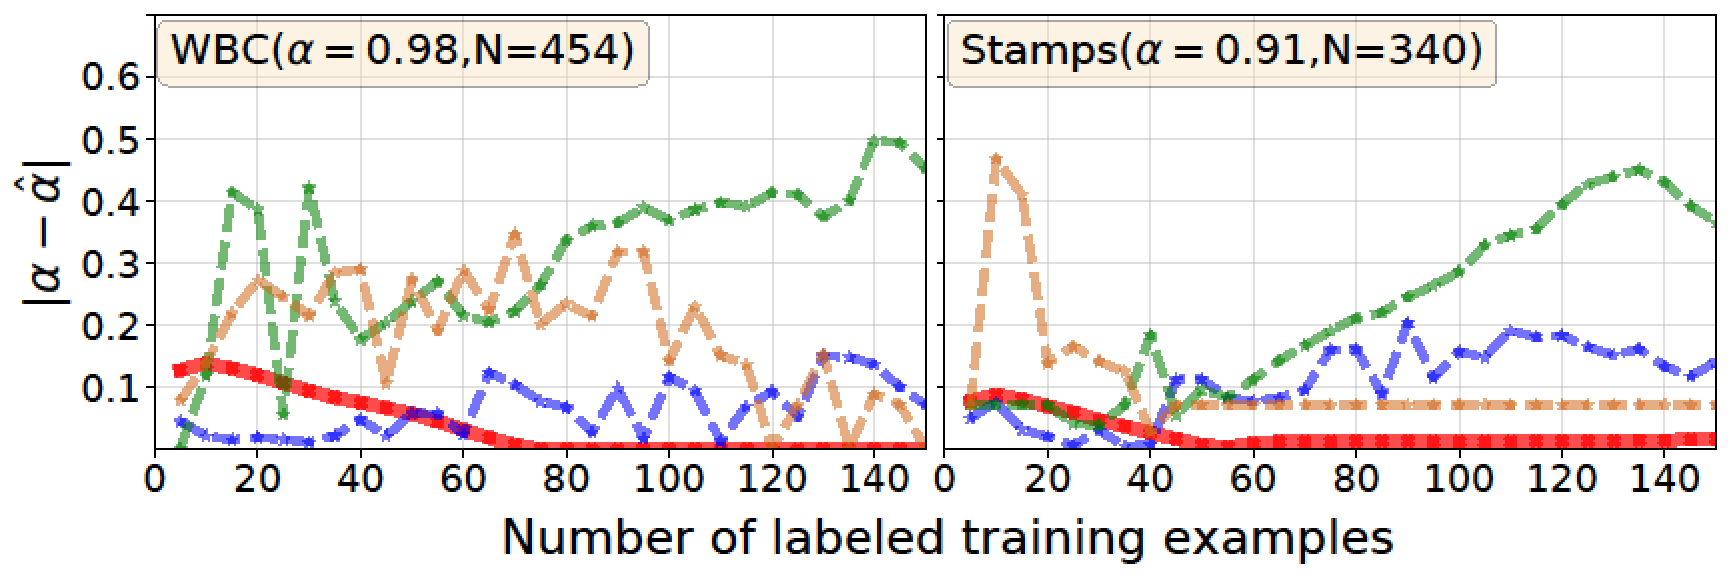 WBC(α = 0.98,N=454)
Stamps(α = 0.91,N=340)
|α − α̂|
0.6
0.5
0.4
0.3
0.2
0.1
0 20 40 60 80 100 120 140
0 20 40 60 80 100 120 140
Number of labeled training examples